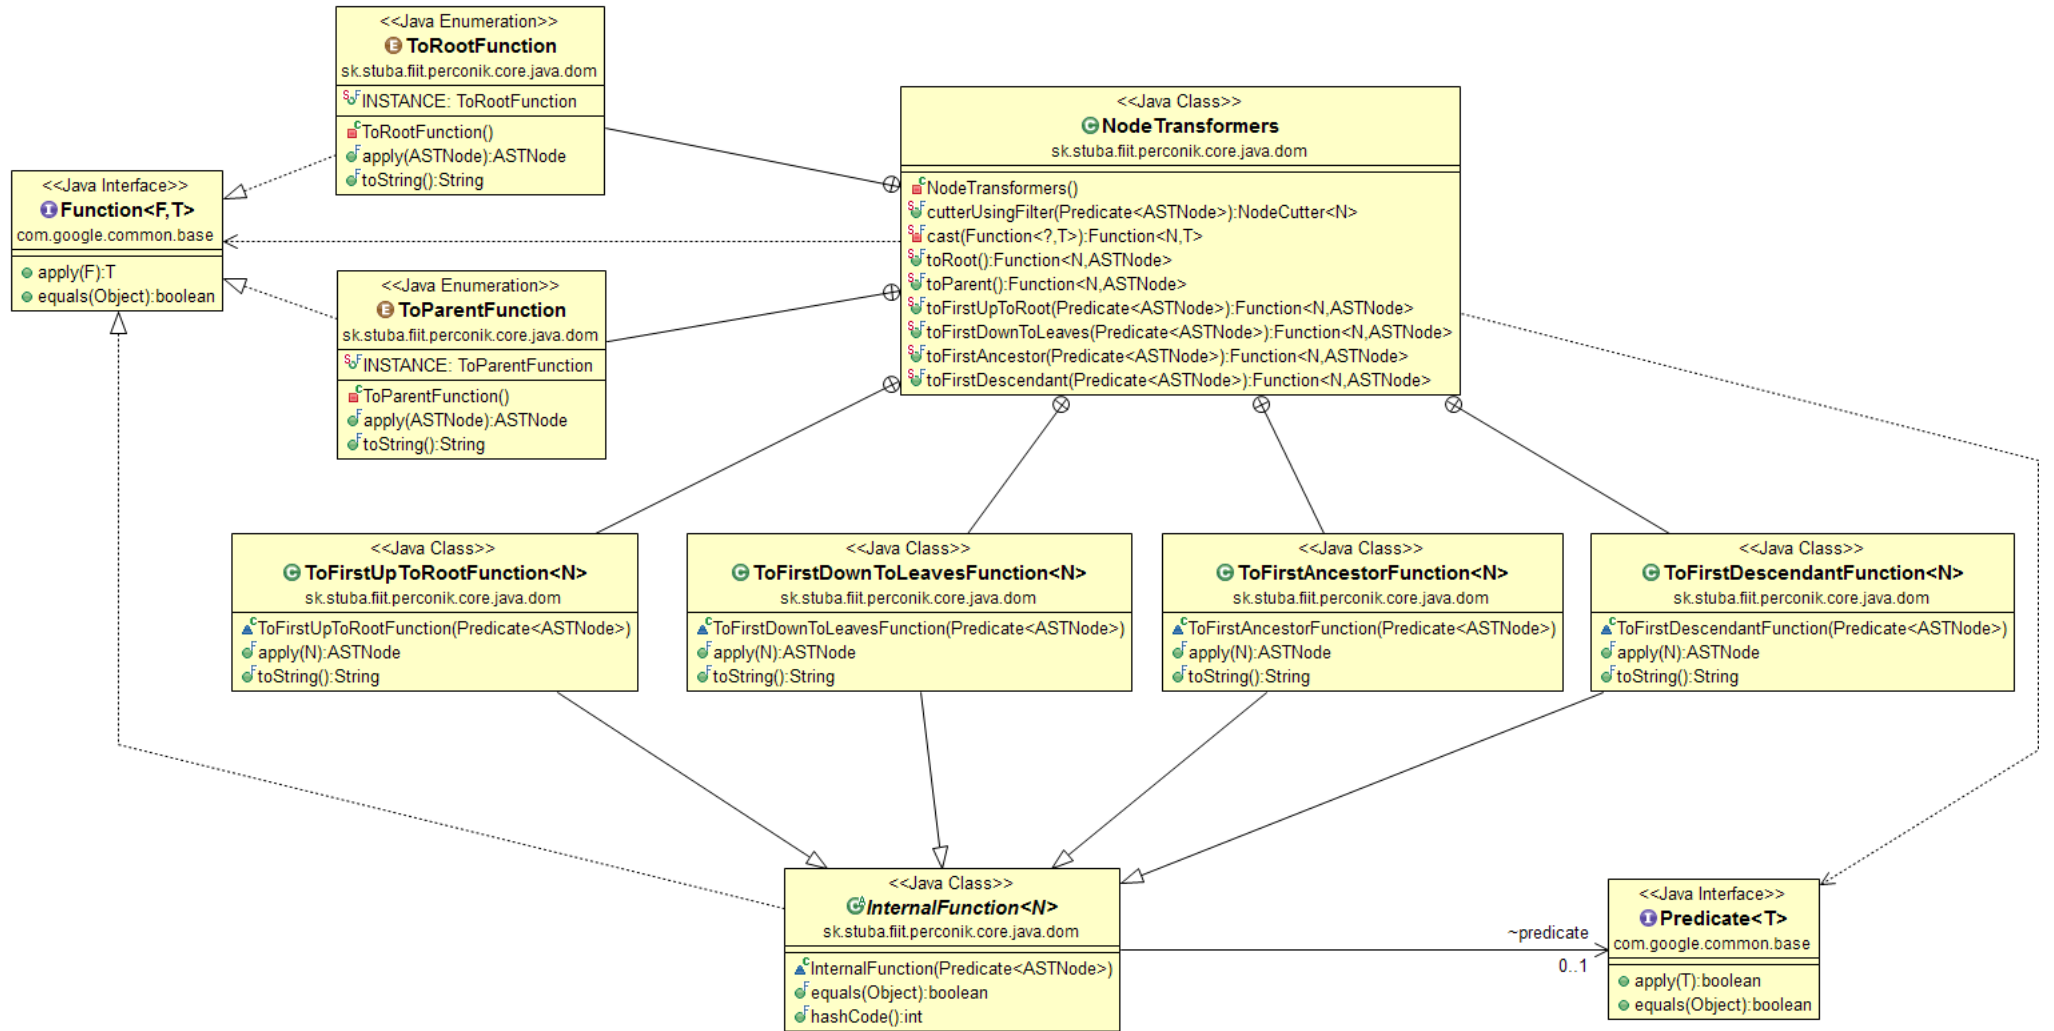 <<Java Enumeration>>
ToRootFunction
sk.stuba.fiit.perconik.core.java.dom
INSTANCE: ToRootFunction
ToRootFunction()
apply(ASTNode):ASTNode
toString():String
<<Java Interface>>
Function<F,T>
com.google.common.base
apply(F):T
equals(Object):boolean
<<Java Enumeration>>
ToParentFunction
sk.stuba.fiit.perconik.core.java.dom
INSTANCE: ToParentFunction
ToParentFunction()
apply(ASTNode):ASTNode
toString():String
<<Java Class>>
NodeTransformers
sk.stuba.fiit.perconik.core.java.dom
NodeTransformers()
cutterUsingFilter(Predicate<ASTNode>):NodeCutter<N>
cast(Function<?,T>):Function<N,T>
toRoot():Function<N,ASTNode>
toParent():Function<N,ASTNode>
toFirstUpToRoot(Predicate<ASTNode>):Function<N,ASTNode>
toFirstDownToLeaves(Predicate<ASTNode>):Function<N,ASTNode>
toFirstAncestor(Predicate<ASTNode>):Function<N,ASTNode>
toFirstDescendant(Predicate<ASTNode>):Function<N,ASTNode>
<<Java Class>>
ToFirstUpToRootFunction<N>
sk.stuba.fiit.perconik.core.java.dom
ToFirstUpToRootFunction(Predicate<ASTNode>)
apply(N):ASTNode
toString():String
<<Java Class>>
ToFirstDownToLeavesFunction<N>
sk.stuba.fiit.perconik.core.java.dom
ToFirstDownToLeavesFunction(Predicate<ASTNode>)
apply(N):ASTNode
toString():String
<<Java Class>>
ToFirstAncestorFunction<N>
sk.stuba.fiit.perconik.core.java.dom
ToFirstAncestorFunction(Predicate<ASTNode>)
apply(N):ASTNode
toString():String
<<Java Class>>
ToFirstDescendantFunction<N>
sk.stuba.fiit.perconik.core.java.dom
ToFirstDescendantFunction(Predicate<ASTNode>)
apply(N):ASTNode
toString():String
<<Java Class>>
InternalFunction<N>
sk.stuba.fiit.perconik.core.java.dom
InternalFunction(Predicate<ASTNode>)
equals(Object):boolean
hashCode():int
~predicate
0..1
<<Java Interface>>
Predicate<T>
com.google.common.base
apply(T):boolean
equals(Object):boolean